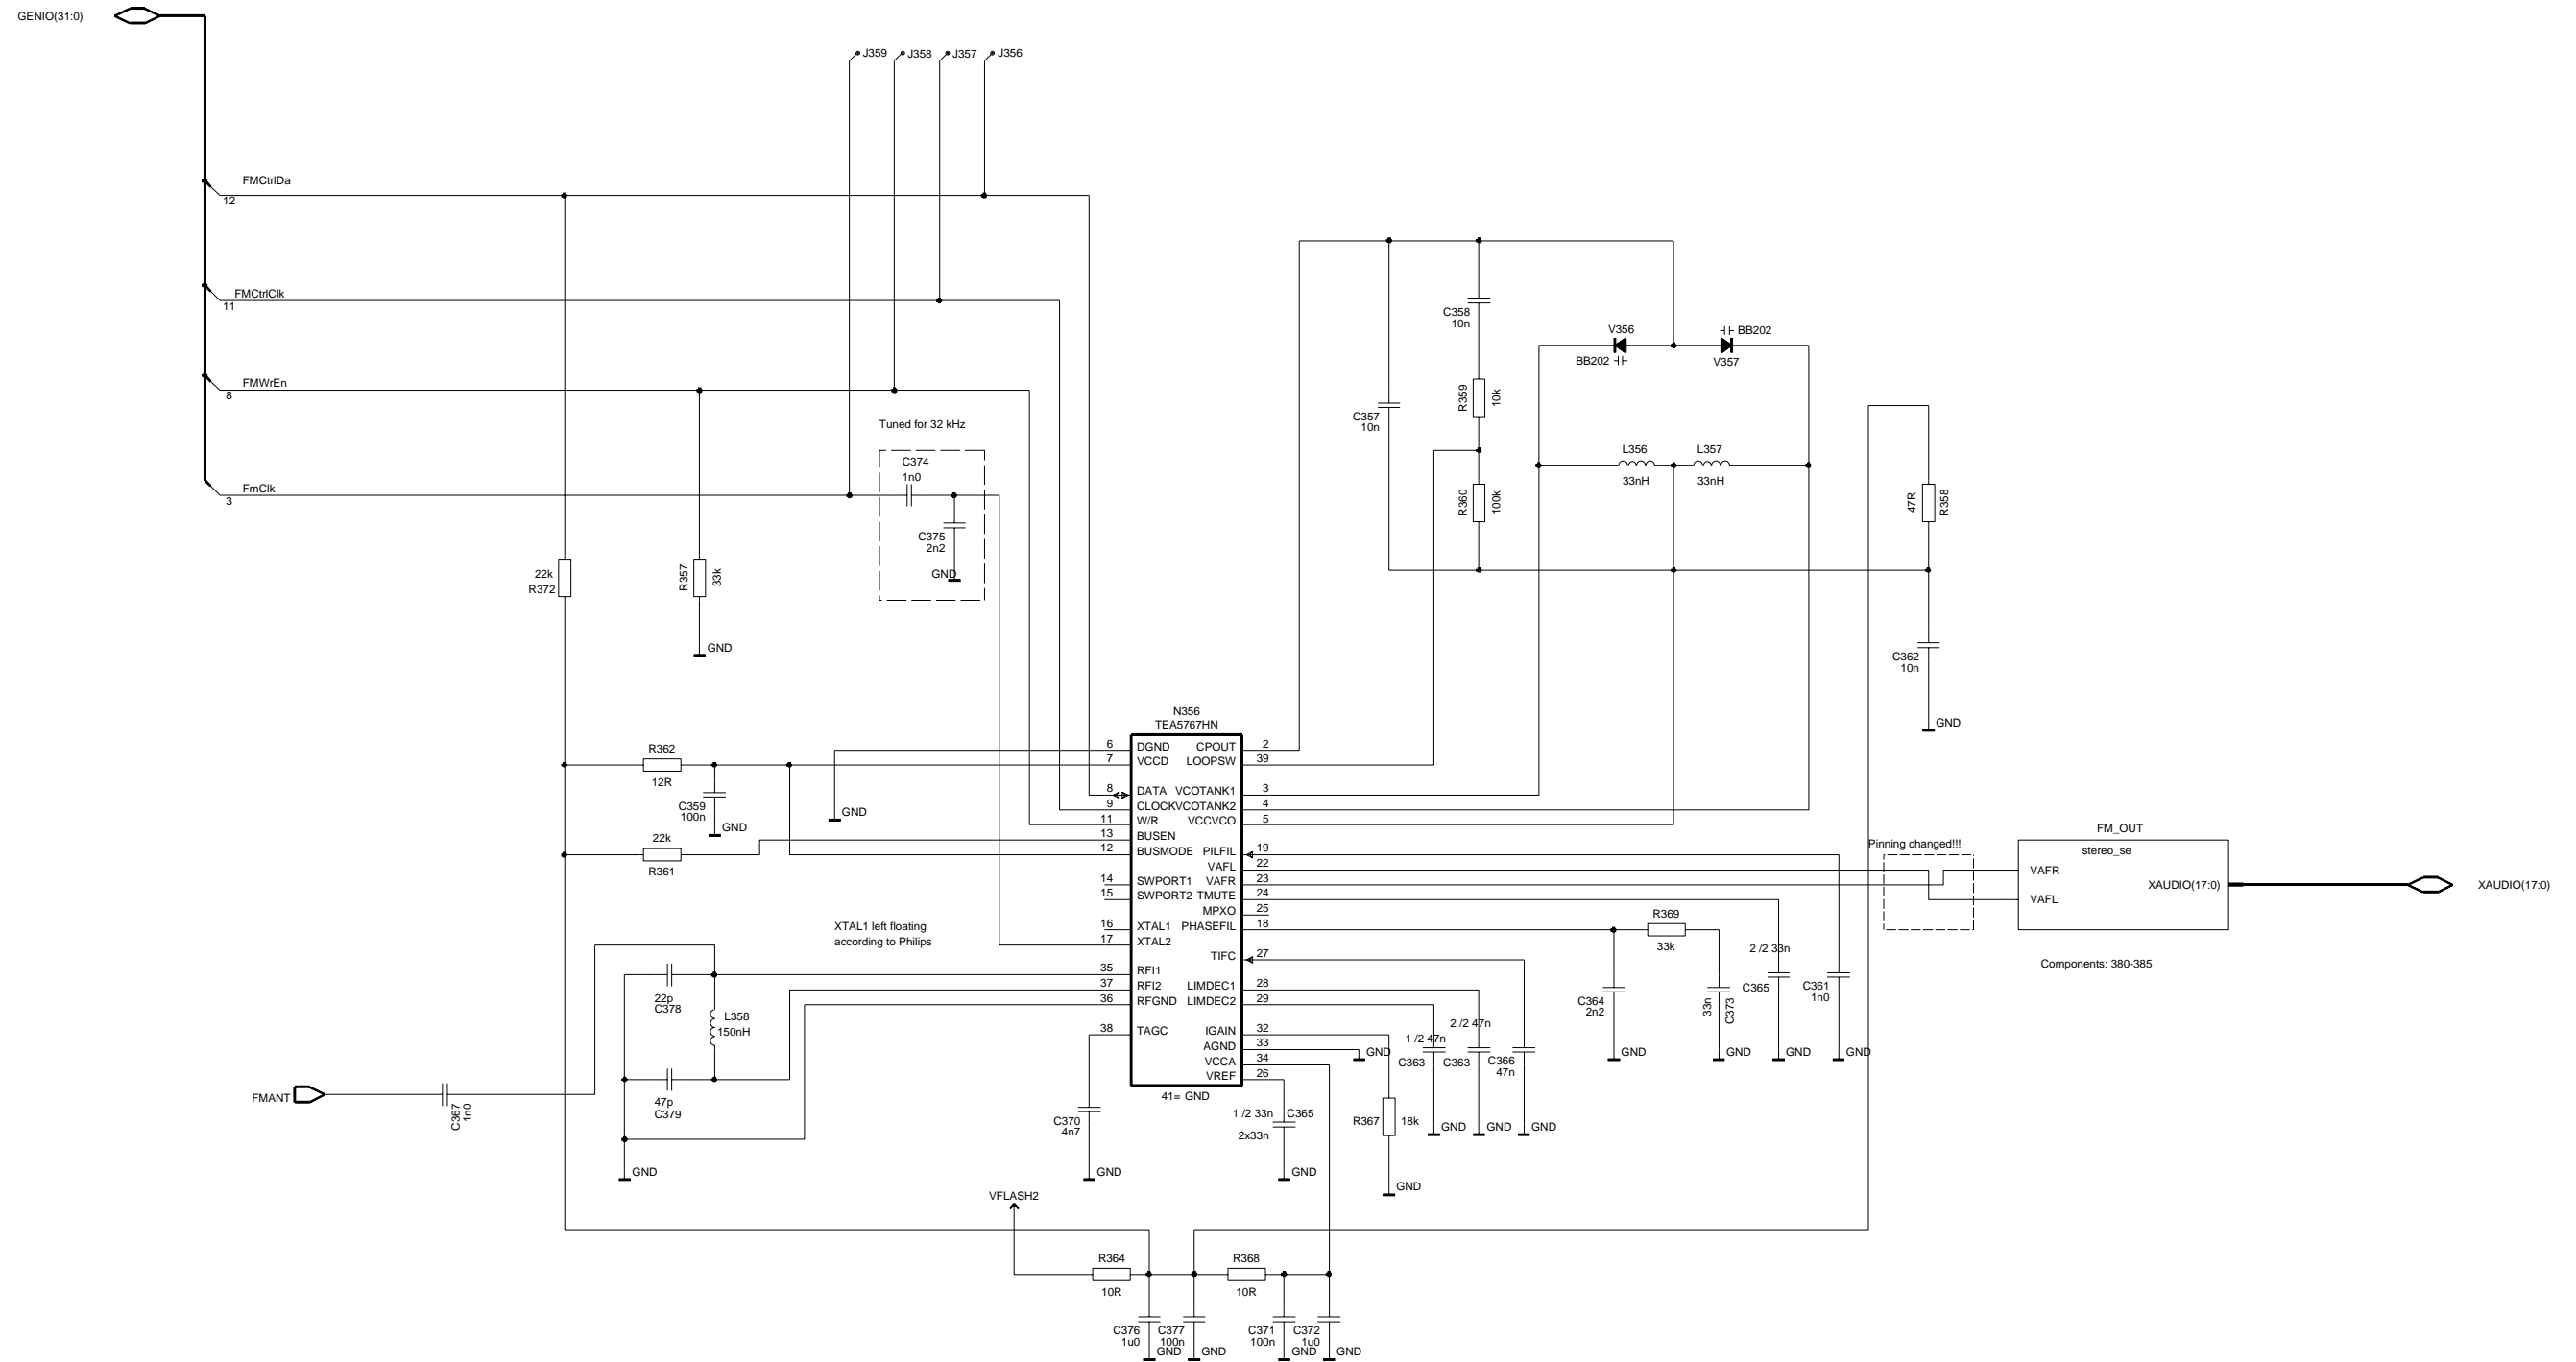 GENIO(31:0)
J359
J358
J357
J356
FMCtrlDa
12
FMCtrlClk
11
FMWrEn
8
FmClk
3
Tuned for 32 kHz
C374
1n0
C375
2n2
GND
22k
R372
R357
33k
GND
C358
10n
V356
BB202
BB202
V357
R359
10k
C357
10n
L356
33nH
L357
33nH
R360
100k
47R
R358
C362
10n
GND
N356
TEA5767HN
6 DGND CPOUT 2
7 VCCD LOOPSW 39
8 DATA VCOTANK1 3
9 CLOCKVCOTANK2 4
11 W/R VCCVCO 5
13 BUSEN
12 BUSMODE PILFIL 19
VAFL 22
14 SWPORT1 VAFR 23
15 SWPORT2 TMUTE 24
MPXO 25
16 XTAL1 PHASEFIL 18
17 XTAL2
TIFC 27
35 RFI1
37 RFI2 LIMDEC1 28
36 RFGND LIMDEC2 29
38 TAGC IGAIN 32
AGND 33
VCCA 34
VREF 26
41= GND
R362
12R
C359
100n
GND
GND
22k
R361
XTAL1 left floating
according to Philips
22p
C378
L358
150nH
47p
C379
GND
FMANT
C367
1n0
C370
4n7
GND
1 /2 33n C365
2x33n
GND
R367
18k
GND
GND
1 /2 47n
C363
GND
2 /2 47n
C363
GND
C366
47n
GND
R369
33k
C364
2n2
GND
33n
C373
GND
2 /2 33n
C365
GND
C361
1n0
GND
Pinning changed!!!
FM_OUT
stereo_se
VAFR
VAFL
XAUDIO(17:0)
XAUDIO(17:0)
Components: 380-385
VFLASH2
R364
10R
R368
10R
C376
1u0
GND
C377
100n
GND
C371
100n
GND
C372
1u0
GND